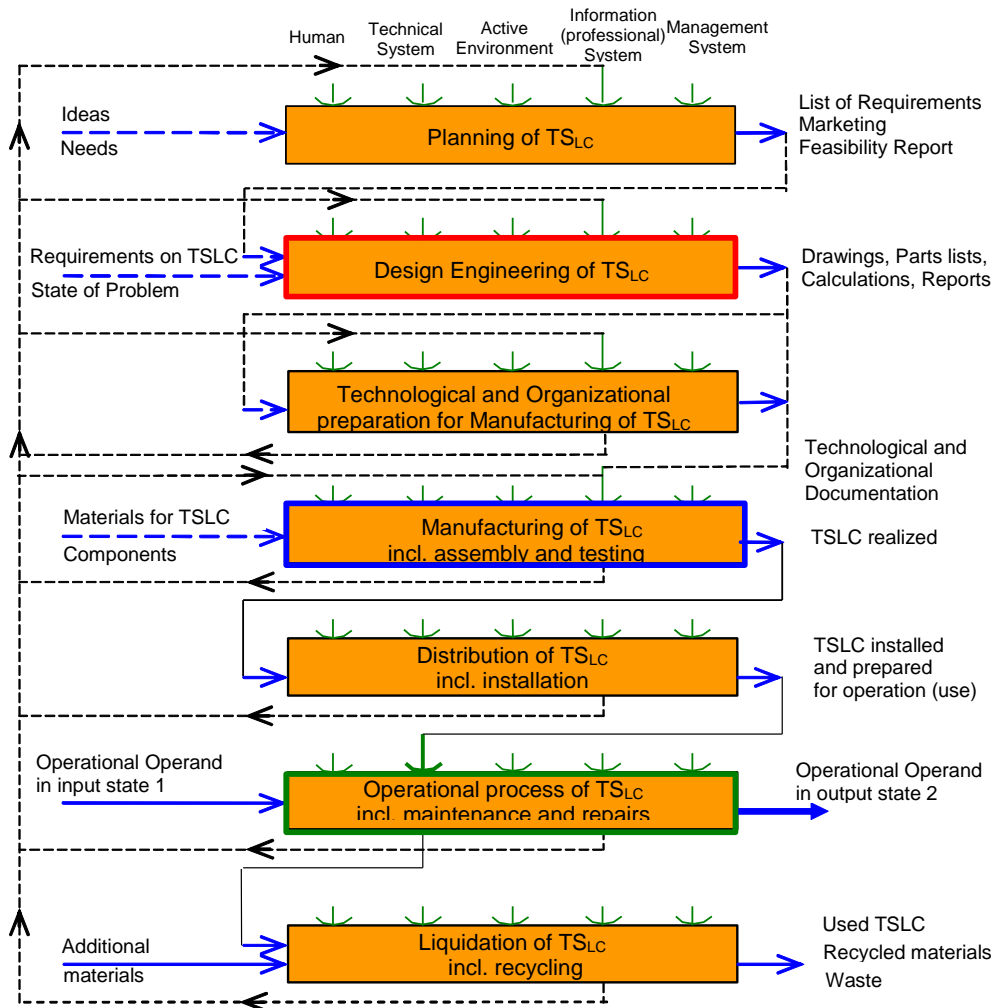 Human
Technical
System
Active
Environment
Information
(professional)
System
Management
System
Ideas
Needs
Planning of TSLC
List of Requirements
Marketing
Feasibility Report
Requirements on TSLC
State of Problem
Design Engineering of TSLC
Drawings, Parts lists,
Calculations, Reports
Technological and Organizational
preparation for Manufacturing of TSLC
Technological and
Organizational
Documentation
Materials for TSLC
Components
Manufacturing of TSLC
incl. assembly and testing
TSLC realized
Distribution of TSLC
incl. installation
TSLC installed
and prepared
for operation (use)
Operational Operand
in input state 1
Operational process of TSLC
incl. maintenance and repairs
Operational Operand
in output state 2
Additional
materials
Liquidation of TSLC
incl. recycling
Used TSLC
Recycled materials
Waste